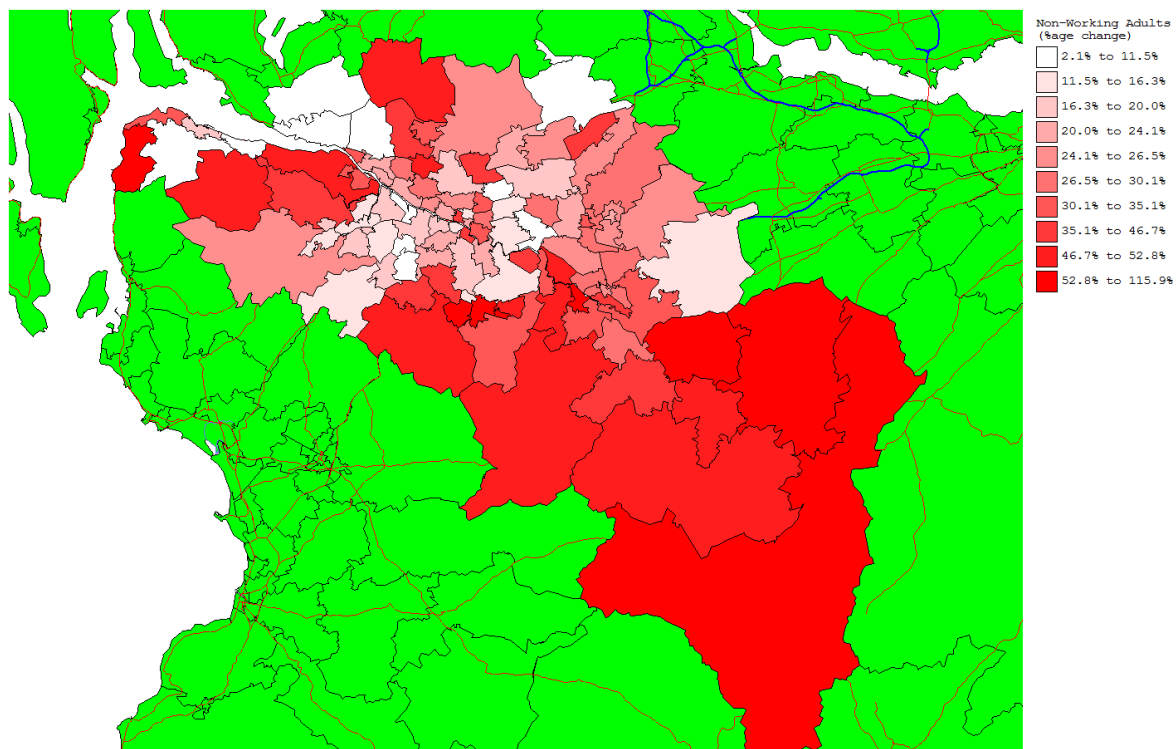 Non-Working Adults
(%age change)
2.1% to 11.5%
11.5% to 16.3%
16.3% to 20.0%
20.0% to 24.1%
24.1% to 26.5%
26.5% to 30.1%
30.1% to 35.1%
35.1% to 46.7%
46.7% to 52.8%
52.8% to 115.9%